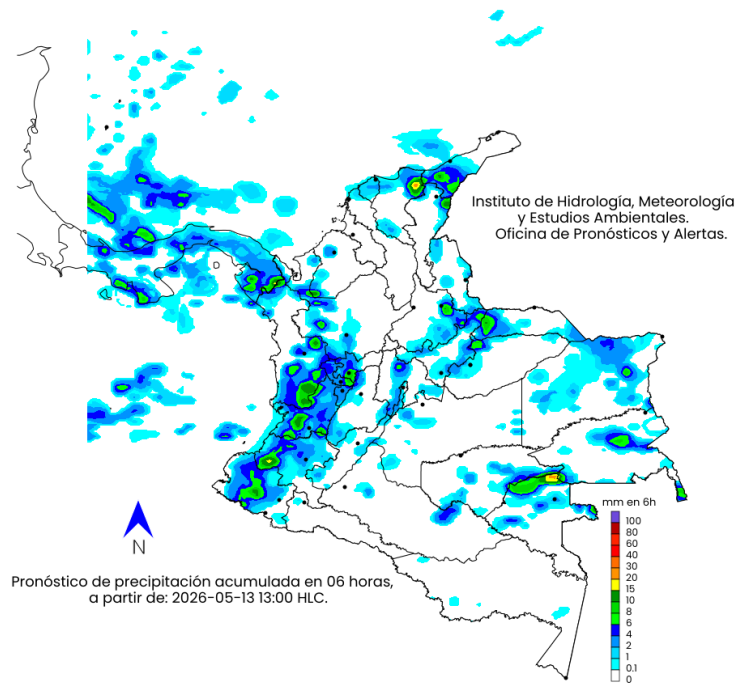 Instituto de Hidrología, Meteorología
y Estudios Ambientales.
Oficina de Pronósticos y Alertas.
mm en 6h
100
80
60
40
30
20
15
10
8
6
4
2
1
0.1
0
N
Pronóstico de precipitación acumulada en 06 horas,
a partir de: 2026-05-13 13:00 HLC.